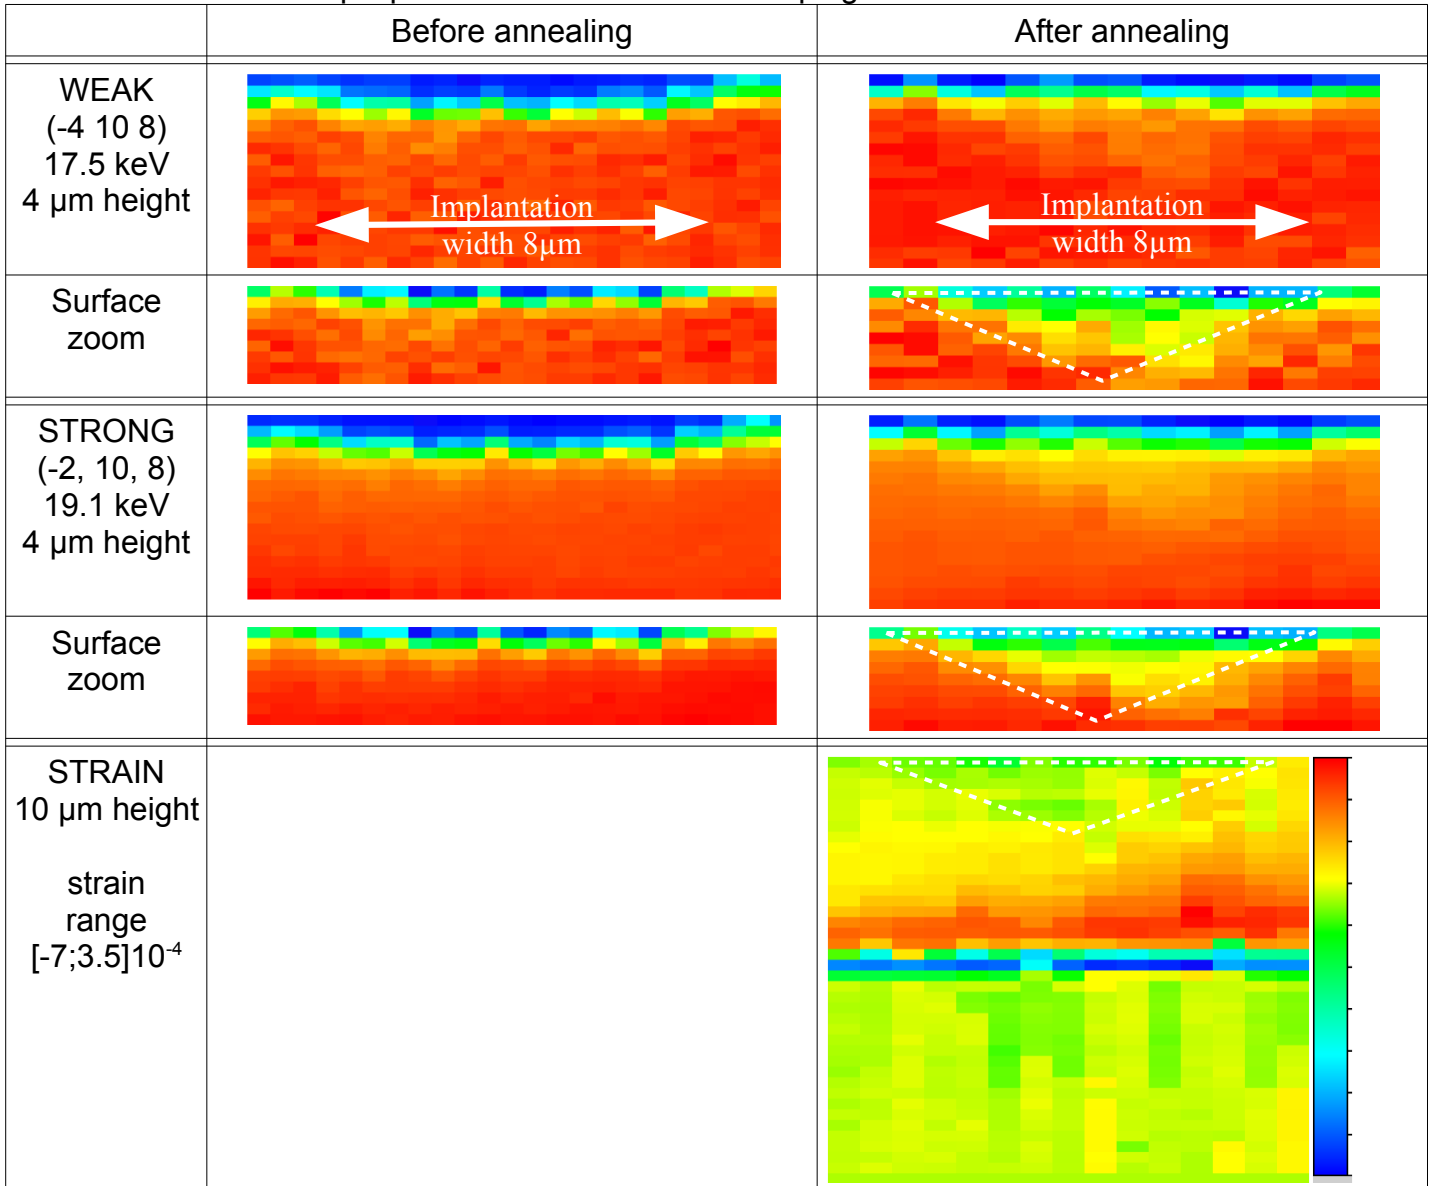 Before annealing
After annealing
WEAK
(-4 10 8)
17.5 keV
4 µm height
Implantation
width 8µm
Implantation
width 8µm
Surface
zoom
STRONG
(-2, 10, 8)
19.1 keV
4 µm height
Surface
zoom
STRAIN
10 µm height
strain
range
[-7;3.5]10⁻⁴